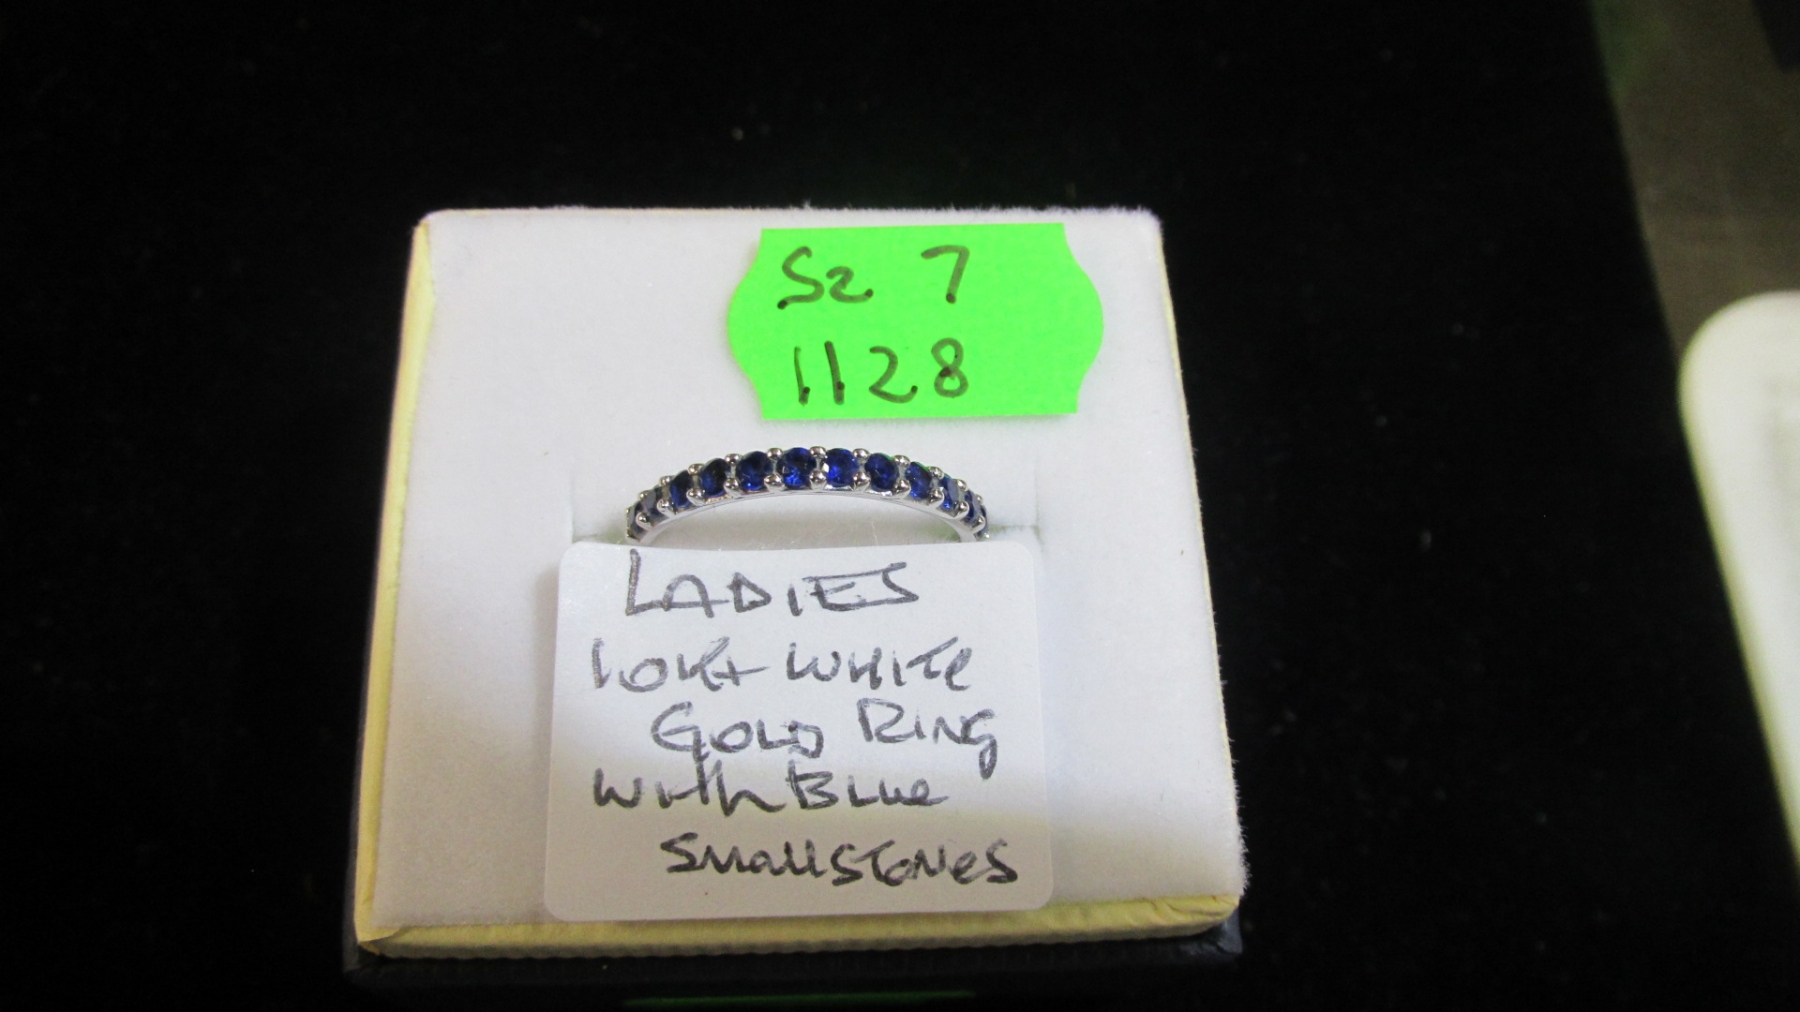 Sz 7
1128
LADIES
10Kt WHITe
GOLD RING
with BLue
SmallSToNeS